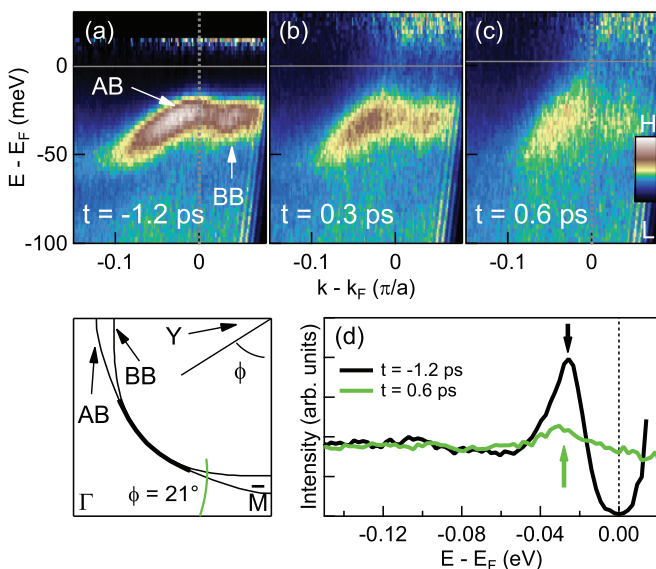 (a)
(b)
(c)
E - E_F (meV)
0
-50
-100
AB
BB
H
L
t = -1.2 ps
t = 0.3 ps
t = 0.6 ps
-0.1
0
-0.1
0
-0.1
0
k - k_F (π/a)
Y
ϕ
BB
AB
ϕ = 21°
Γ
M̅
(d)
t = -1.2 ps
t = 0.6 ps
Intensity (arb. units)
-0.12
-0.08
-0.04
0.00
E - E_F (eV)